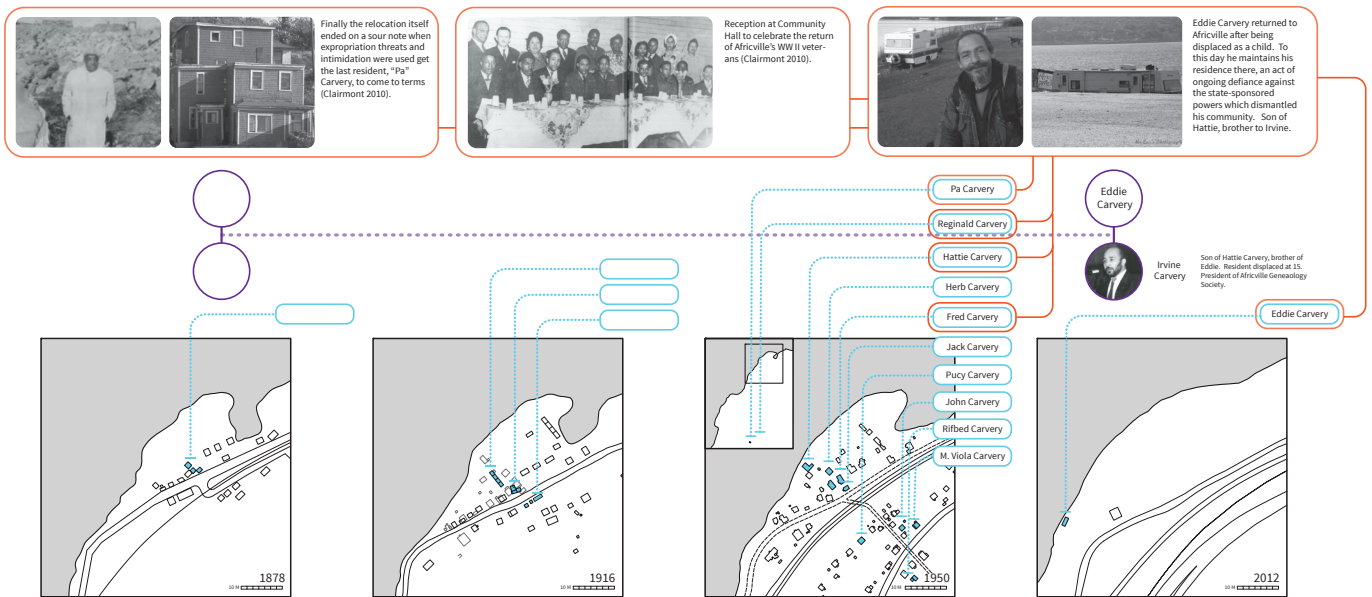 Finally the relocation itself
ended on a sour note when
expropriation threats and
intimidation were used get
the last resident, “Pa”
Carvery, to come to terms
(Clairmont 2010).
Reception at Community
Hall to celebrate the return
of Africville’s WW II veter-
ans (Clairmont 2010).
Eddie Carvery returned to
Africville after being
displaced as a child. To
this day he maintains his
residence there, an act of
ongoing defiance against
the state-sponsored
powers which dismantled
his community. Son of
Hattie, brother to Irvine.
Pa Carvery
Reginald Carvery
Hattie Carvery
Herb Carvery
Fred Carvery
Jack Carvery
Pucy Carvery
John Carvery
Rifbed Carvery
M. Viola Carvery
Eddie
Carvery
Irvine
Carvery
Son of Hattie Carvery, brother of
Eddie. Resident displaced at 15.
President of Africville Geneaology
Society.
Eddie Carvery
1878
10 M
1916
10 M
1950
10 M
2012
10 M